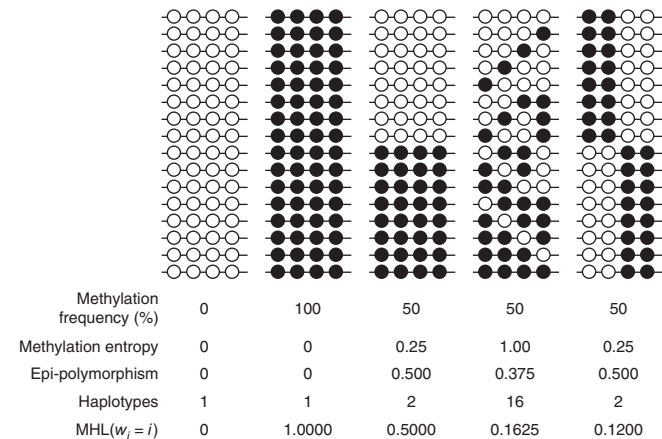 Methylation
frequency (%) 0 100 50 50 50
Methylation entropy 0 0 0.25 1.00 0.25
Epi-polymorphism 0 0 0.500 0.375 0.500
Haplotypes 1 1 2 16 2
MHL(wi = i) 0 1.0000 0.5000 0.1625 0.1200